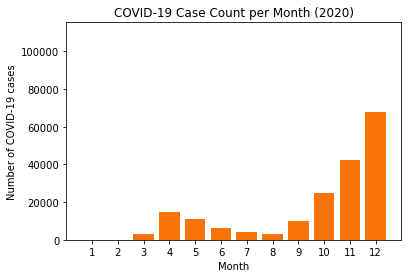 COVID-19 Case Count per Month (2020)
100000
80000
60000
40000
20000
0
Number of COVID-19 cases
1 2 3 4 5 6 7 8 9 10 11 12
Month